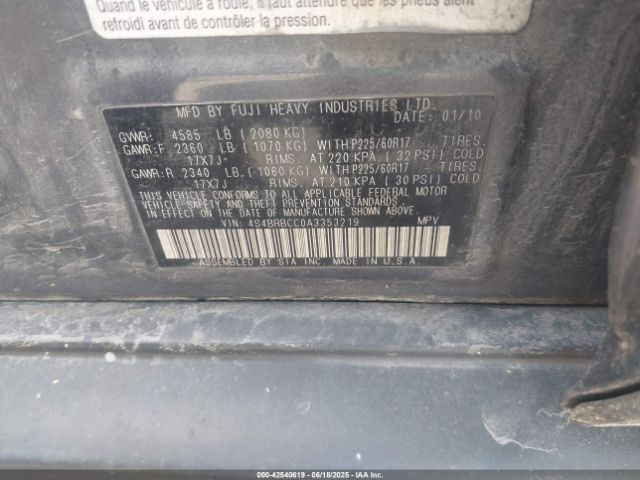 Quand le véhicule a roulé, il faut attendre que les pneus aient
refroidi avant de contrôler la pression.
MFD BY FUJI HEAVY INDUSTRIES LTD.
DATE: 01/10
GVWR: 4585 LB (2080 KG)
GAWR:F 2360 LB (1070 KG) WITH P225/60R17 TIRES.
17X7J RIMS. AT 220 KPA (32 PSI) COLD
GAWR:R 2340 LB (1060 KG) WITH P225/60R17 TIRES.
17X7J RIMS. AT 210 KPA (30 PSI) COLD
THIS VEHICLE CONFORMS TO ALL APPLICABLE FEDERAL MOTOR
VEHICLE SAFETY STANDARDS IN EFFECT ON THE DATE OF
MANUFACTURE SHOWN ABOVE.
VIN: 4S4BRBCC0A3353219 MPV
ASSEMBLED BY SIA INC. MADE IN U.S.A.
000-42540619 - 06/18/2025 - IAAI.COM